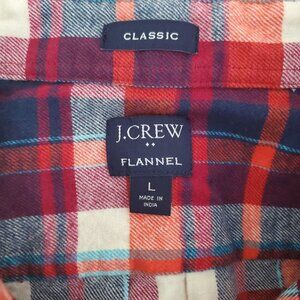 CLASSIC
J.CREW
FLANNEL
L
MADE IN
INDIA